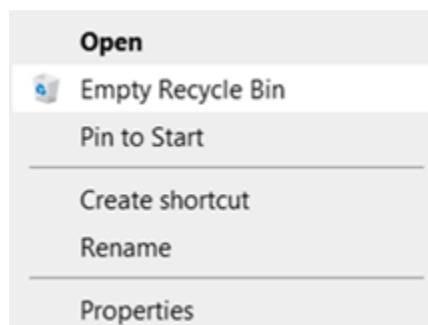 Open
Empty Recycle Bin
Pin to Start
Create shortcut
Rename
Properties